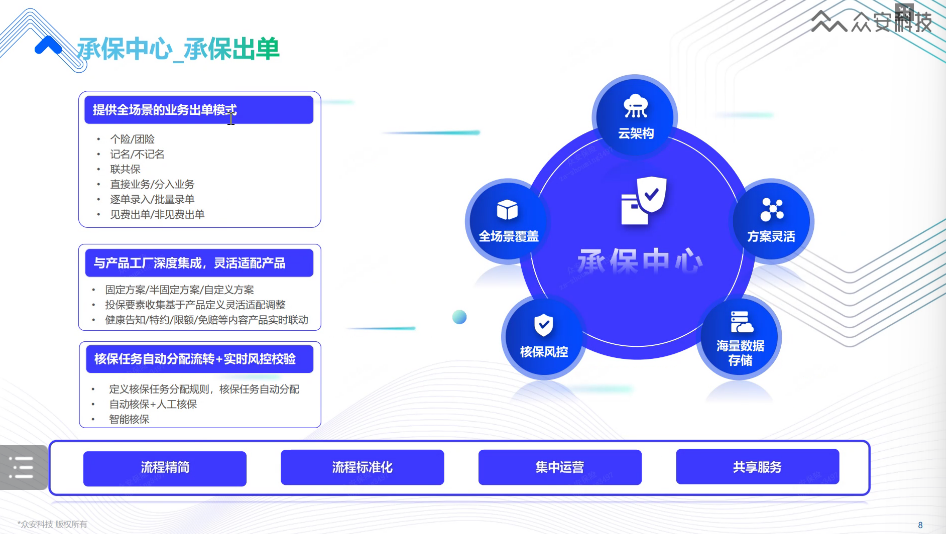 承保中心_承保出单
众安科技
提供全场景的业务出单模式
• 个险/团险
• 记名/不记名
• 联共保
• 直接业务/分入业务
• 逐单录入/批量录单
• 见费出单/非见费出单
与产品工厂深度集成，灵活适配产品
• 固定方案/半固定方案/自定义方案
• 投保要素收集基于产品定义灵活适配调整
• 健康告知/特约/限额/免赔等内容产品实时联动
核保任务自动分配流转+实时风控校验
• 定义核保任务分配规则，核保任务自动分配
• 自动核保+人工核保
• 智能核保
云架构
全场景覆盖
方案灵活
承保中心
核保风控
海量数据
存储
流程精简
流程标准化
集中运营
共享服务
*众安科技 版权所有
8